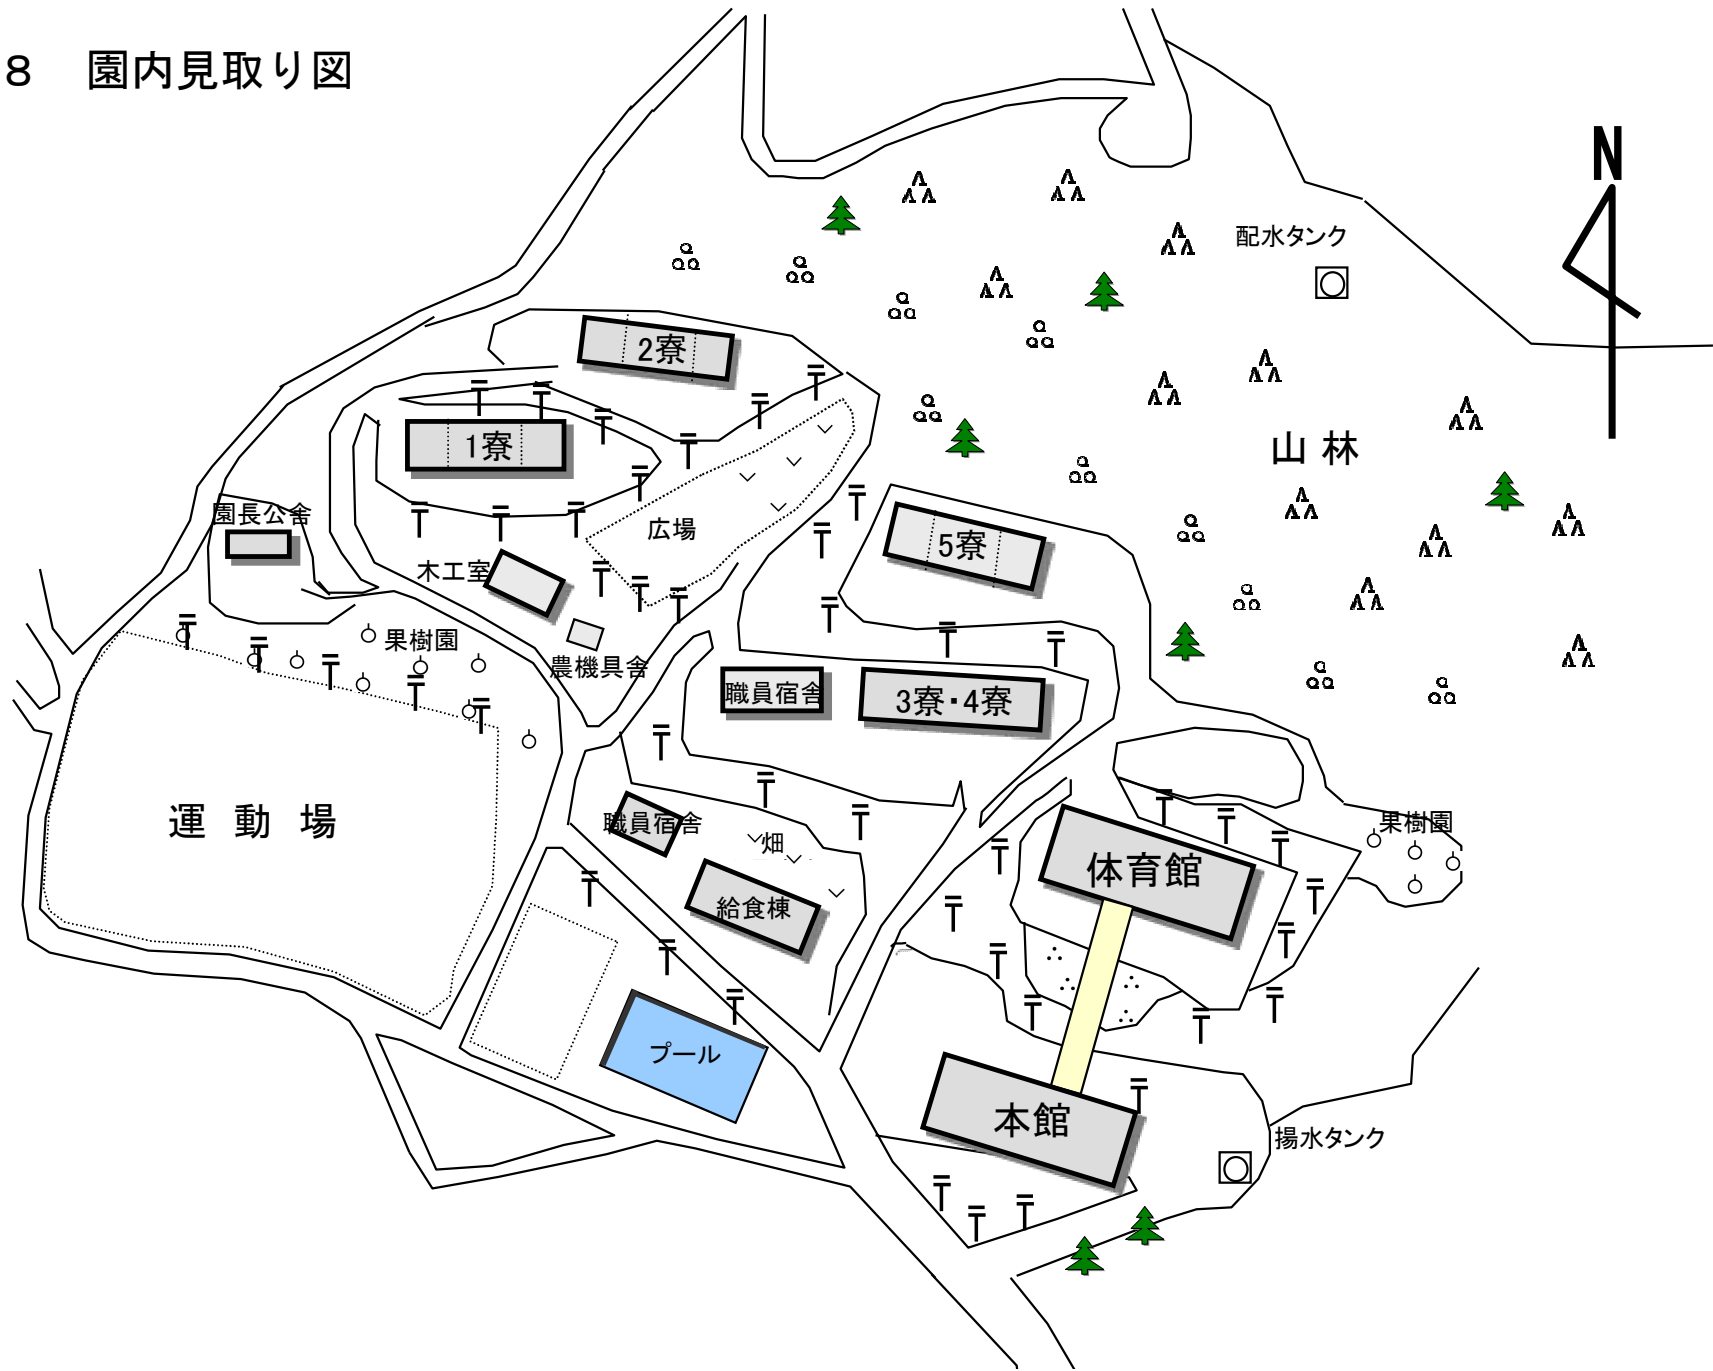 ８　園内見取り図
N
配水タンク
2寮
1寮
山 林
園長公舎
広場
5寮
木工室
果樹園
農機具舎
職員宿舎
3寮・4寮
運 動 場
職員宿舎
畑
果樹園
体育館
給食棟
プール
本館
揚水タンク